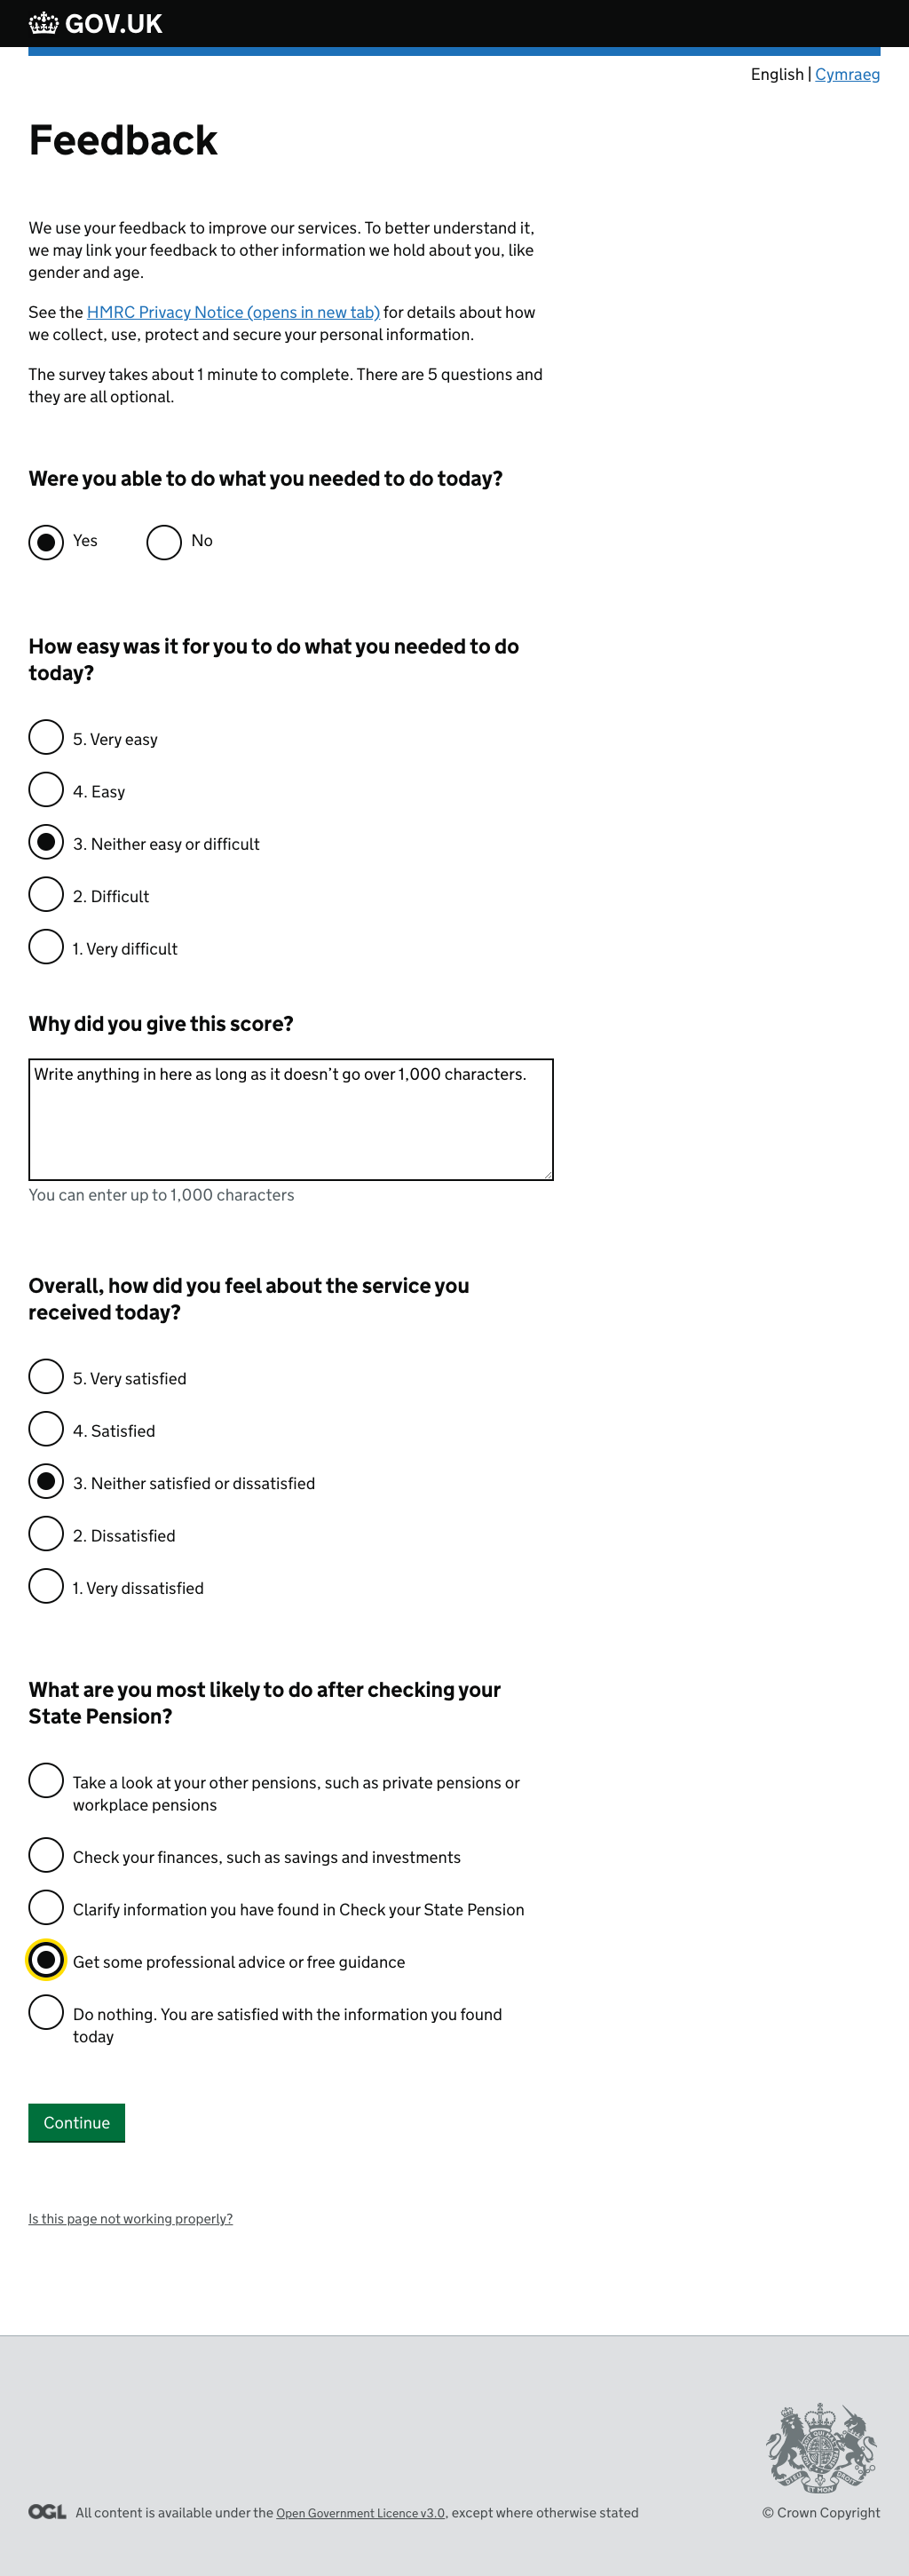 GOV.UK
English | Cymraeg
Feedback
We use your feedback to improve our services. To better understand it,
we may link your feedback to other information we hold about you, like
gender and age.
See the HMRC Privacy Notice (opens in new tab) for details about how
we collect, use, protect and secure your personal information.
The survey takes about 1 minute to complete. There are 5 questions and
they are all optional.
Were you able to do what you needed to do today?
Yes No
How easy was it for you to do what you needed to do
today?
5. Very easy
4. Easy
3. Neither easy or difficult
2. Difficult
1. Very difficult
Why did you give this score?
Write anything in here as long as it doesn’t go over 1,000 characters.
You can enter up to 1,000 characters
Overall, how did you feel about the service you
received today?
5. Very satisfied
4. Satisfied
3. Neither satisfied or dissatisfied
2. Dissatisfied
1. Very dissatisfied
What are you most likely to do after checking your
State Pension?
Take a look at your other pensions, such as private pensions or
workplace pensions
Check your finances, such as savings and investments
Clarify information you have found in Check your State Pension
Get some professional advice or free guidance
Do nothing. You are satisfied with the information you found
today
Continue
Is this page not working properly?
DIEU ET MON DROIT
OGL All content is available under the Open Government Licence v3.0, except where otherwise stated
© Crown Copyright